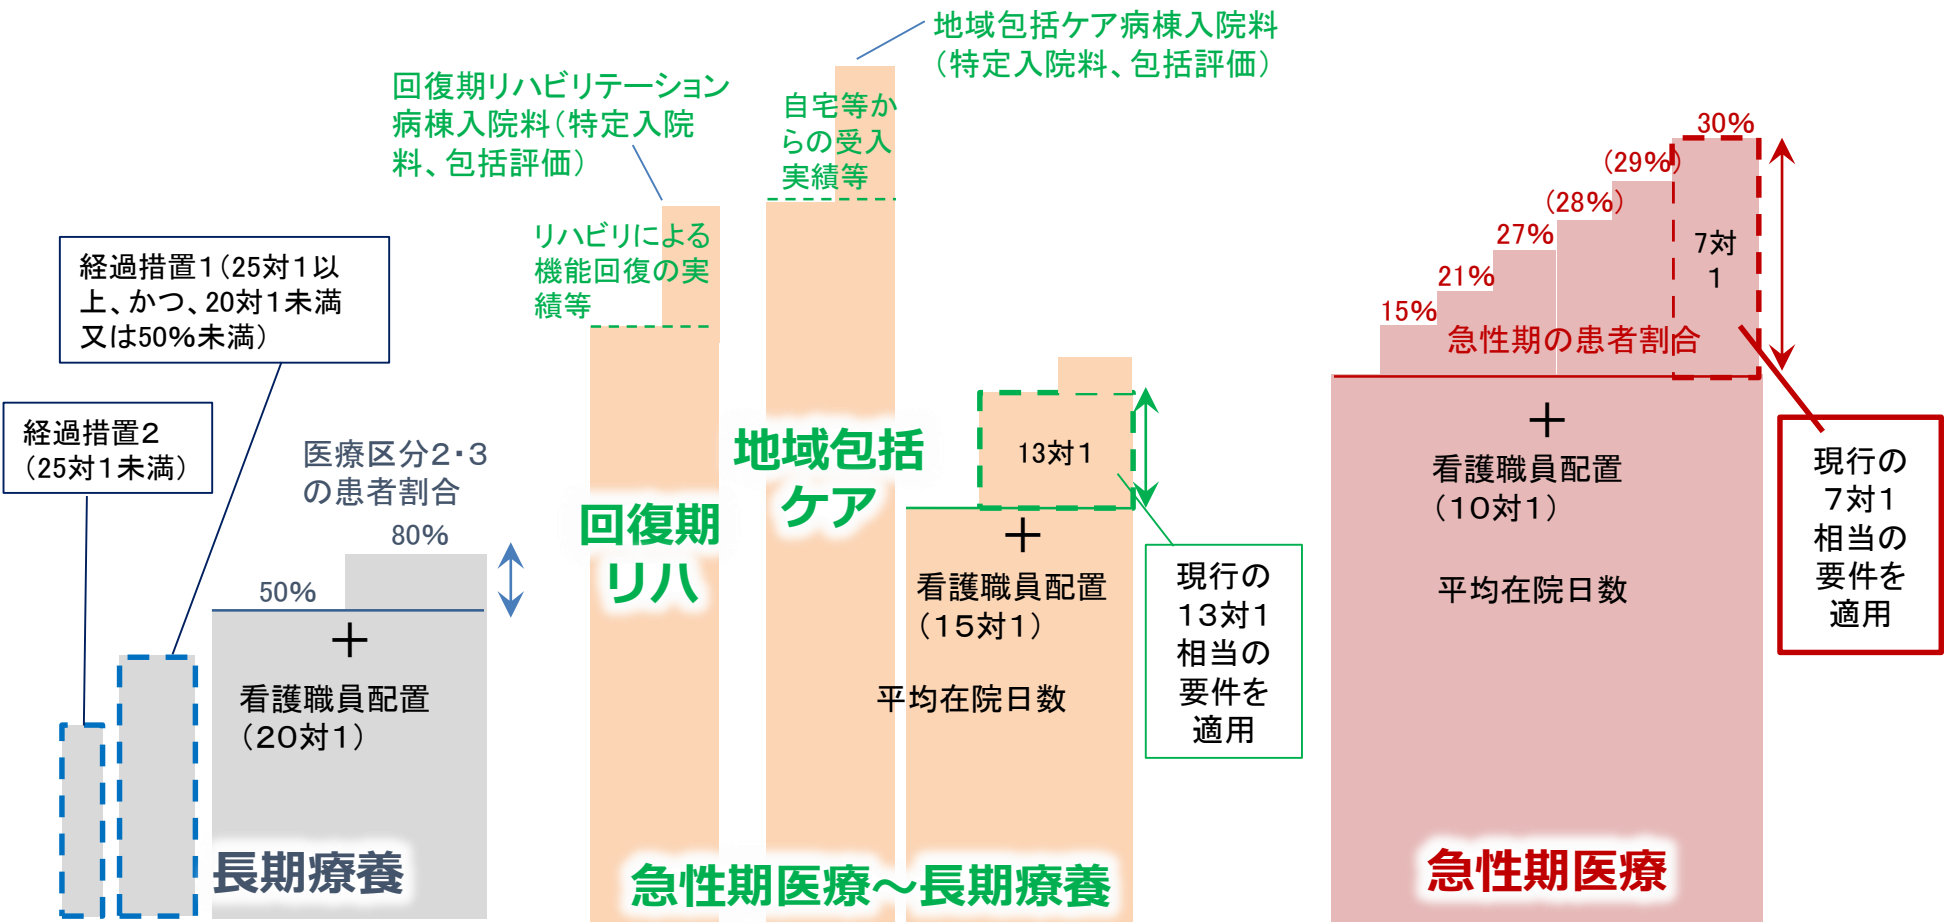 地域包括ケア病棟入院料
（特定入院料、包括評価）
回復期リハビリテーション
病棟入院料（特定入院
料、包括評価）
自宅等か
らの受入
実績等
リハビリによる
機能回復の実
績等
経過措置１（25対１以
上、かつ、20対１未満
又は50％未満）
経過措置２
（25対１未満）
医療区分２・３
の患者割合
80%
50%
＋
看護職員配置
（２０対１）
長期療養
回復期
リハ
地域包括
ケア
13対１
＋
看護職員配置
（１５対１）
平均在院日数
現行の
１３対１
相当の
要件を
適用
急性期医療～長期療養
30%
（29%）
（28%）
27%
21%
15%
７対
１
急性期の患者割合
＋
看護職員配置
（１０対１）
平均在院日数
現行の
７対１
相当の
要件を
適用
急性期医療